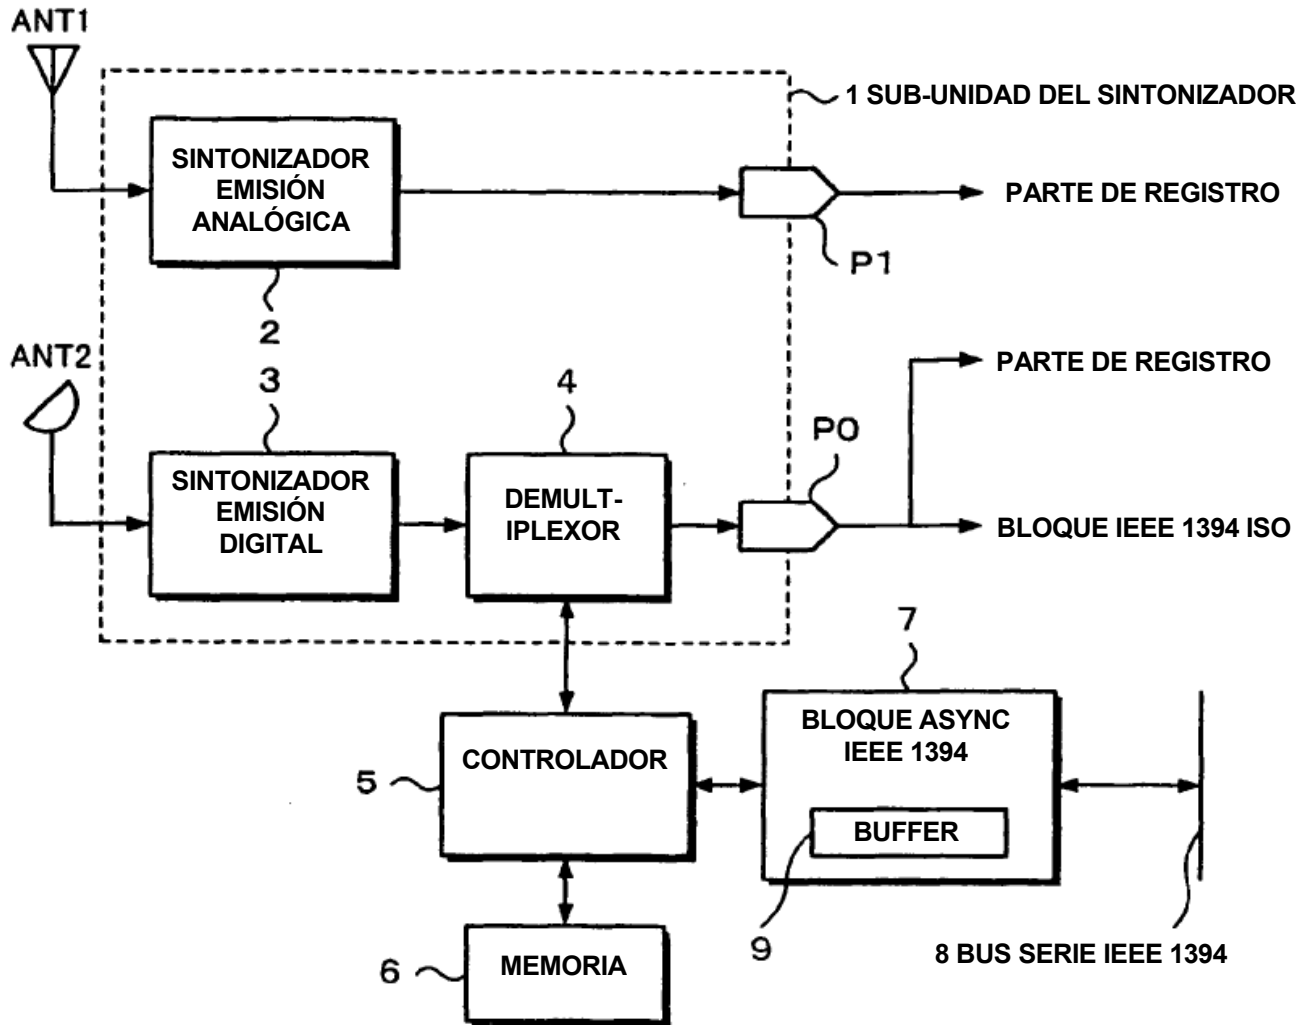 ANT1
1 SUB-UNIDAD DEL SINTONIZADOR
SINTONIZADOR
EMISIÓN
ANALÓGICA
PARTE DE REGISTRO
P1
2
ANT2
3
4
PARTE DE REGISTRO
P0
SINTONIZADOR
EMISIÓN
DIGITAL
DEMULT-
IPLEXOR
BLOQUE IEEE 1394 ISO
7
BLOQUE ASYNC
IEEE 1394
CONTROLADOR
5
BUFFER
9
8 BUS SERIE IEEE 1394
MEMORIA
6